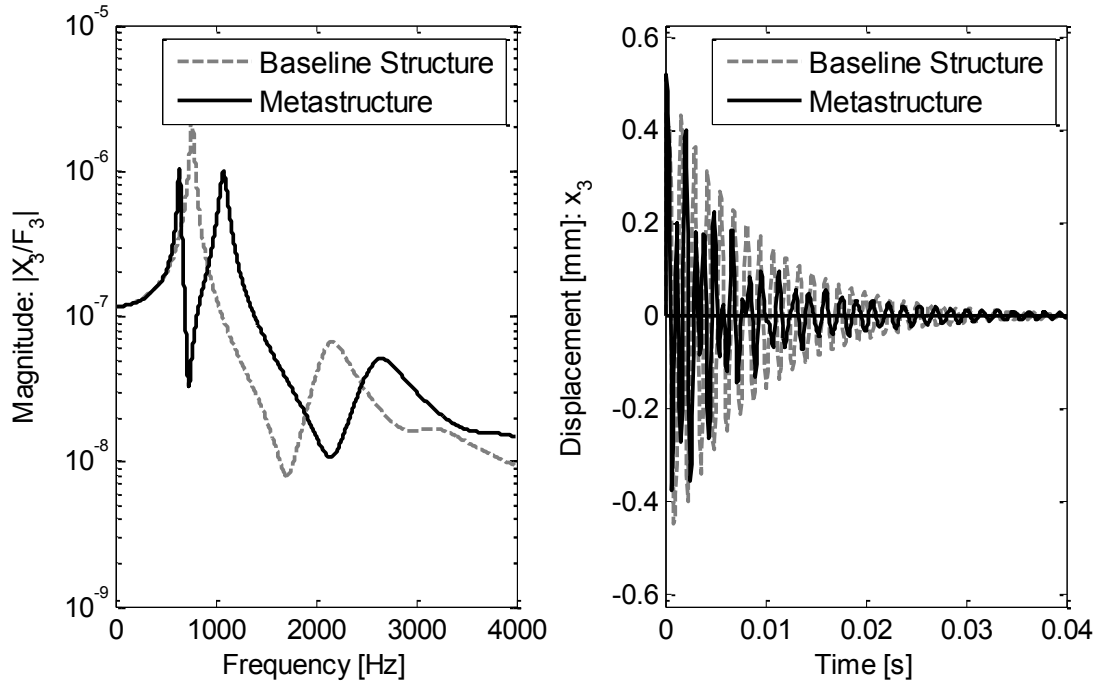 Baseline Structure
Metastructure
Magnitude: |X3/F3|
10^-5
10^-6
10^-7
10^-8
10^-9
0
1000
2000
3000
4000
Frequency [Hz]
Baseline Structure
Metastructure
Displacement [mm]: x3
0.6
0.4
0.2
0
-0.2
-0.4
-0.6
0
0.01
0.02
0.03
0.04
Time [s]